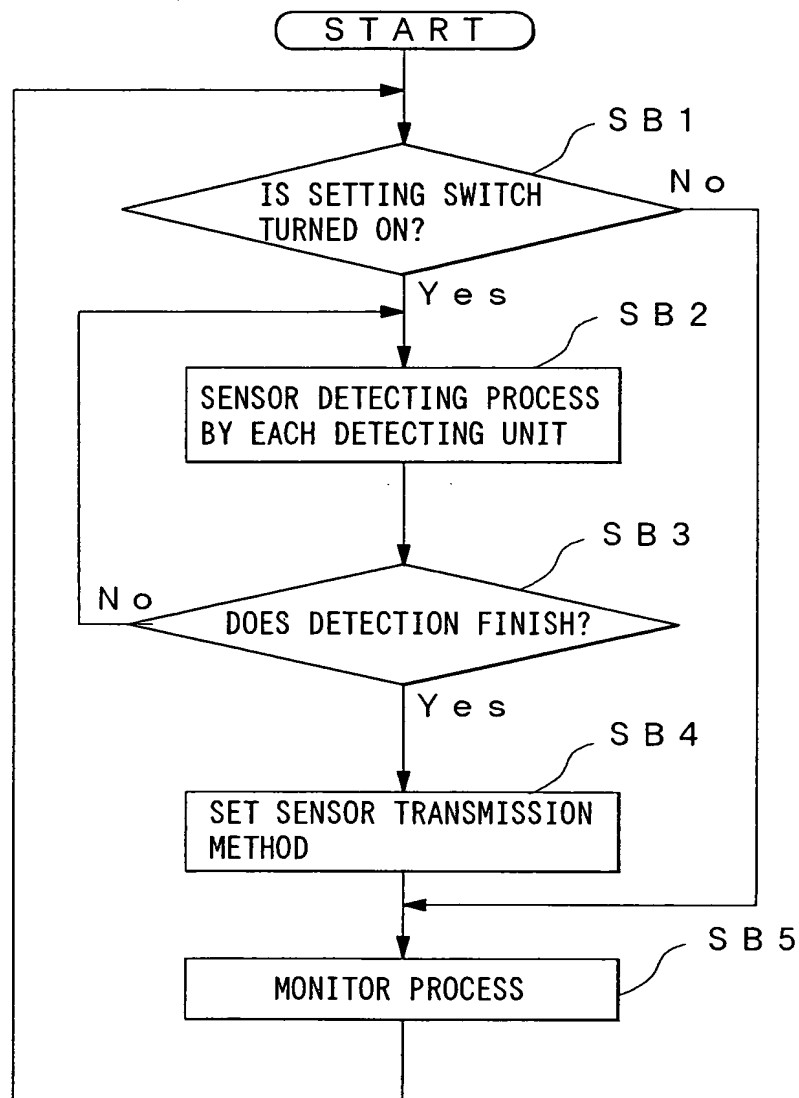 START
SB1
IS SETTING SWITCH
TURNED ON?
No
Yes
SB2
SENSOR DETECTING PROCESS
BY EACH DETECTING UNIT
SB3
No
DOES DETECTION FINISH?
Yes
SB4
SET SENSOR TRANSMISSION
METHOD
SB5
MONITOR PROCESS